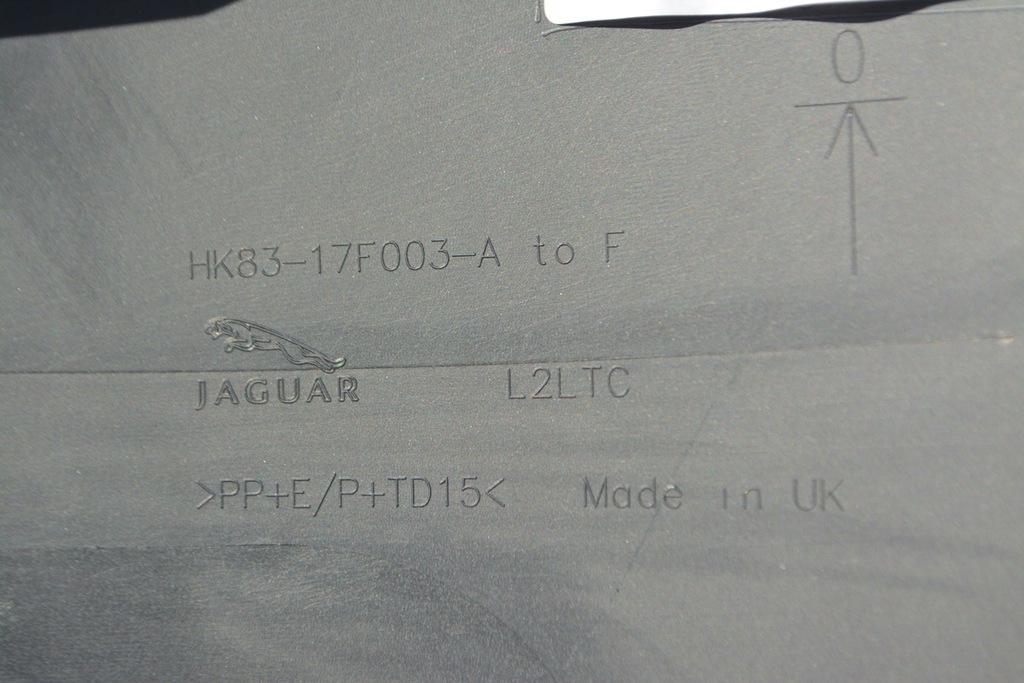 0
HK83-17F003-A to F
JAGUAR L2LTC
>PP+E/P+TD15< Made in UK